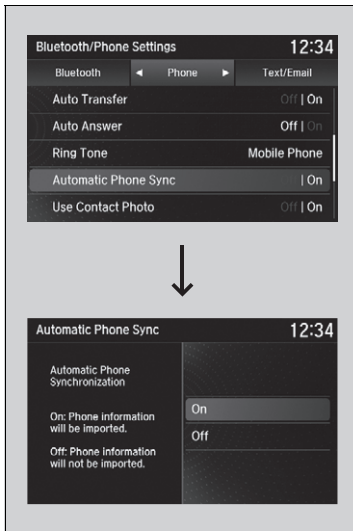 Bluetooth/Phone Settings 12:34
Bluetooth ◄ Phone ► Text/Email
Auto Transfer Off | On
Auto Answer Off | On
Ring Tone Mobile Phone
Automatic Phone Sync | On
Use Contact Photo Off | On
Automatic Phone Sync 12:34
Automatic Phone
Synchronization
On: Phone information
will be imported.
Off: Phone information
will not be imported.
On
Off